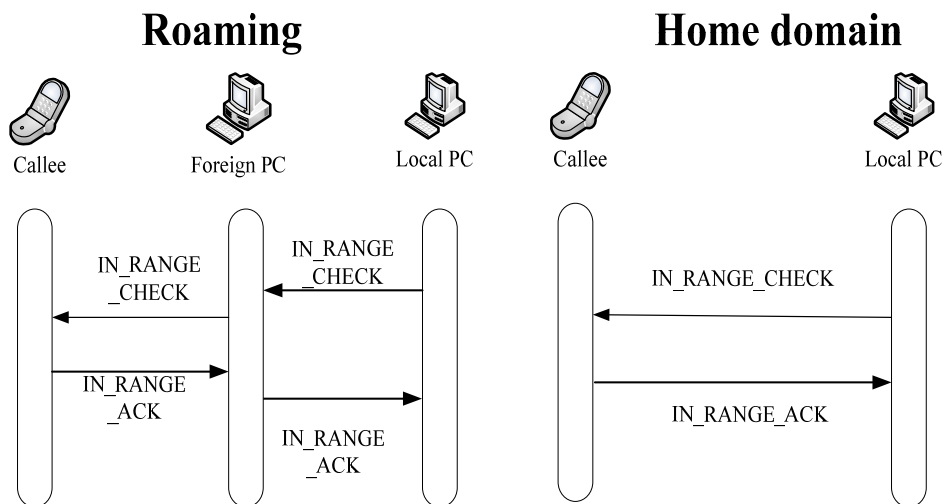 Roaming
Home domain
Callee
Foreign PC
Local PC
Callee
Local PC
IN_RANGE
_CHECK
IN_RANGE
_CHECK
IN_RANGE
_ACK
IN_RANGE
_ACK
IN_RANGE_CHECK
IN_RANGE_ACK